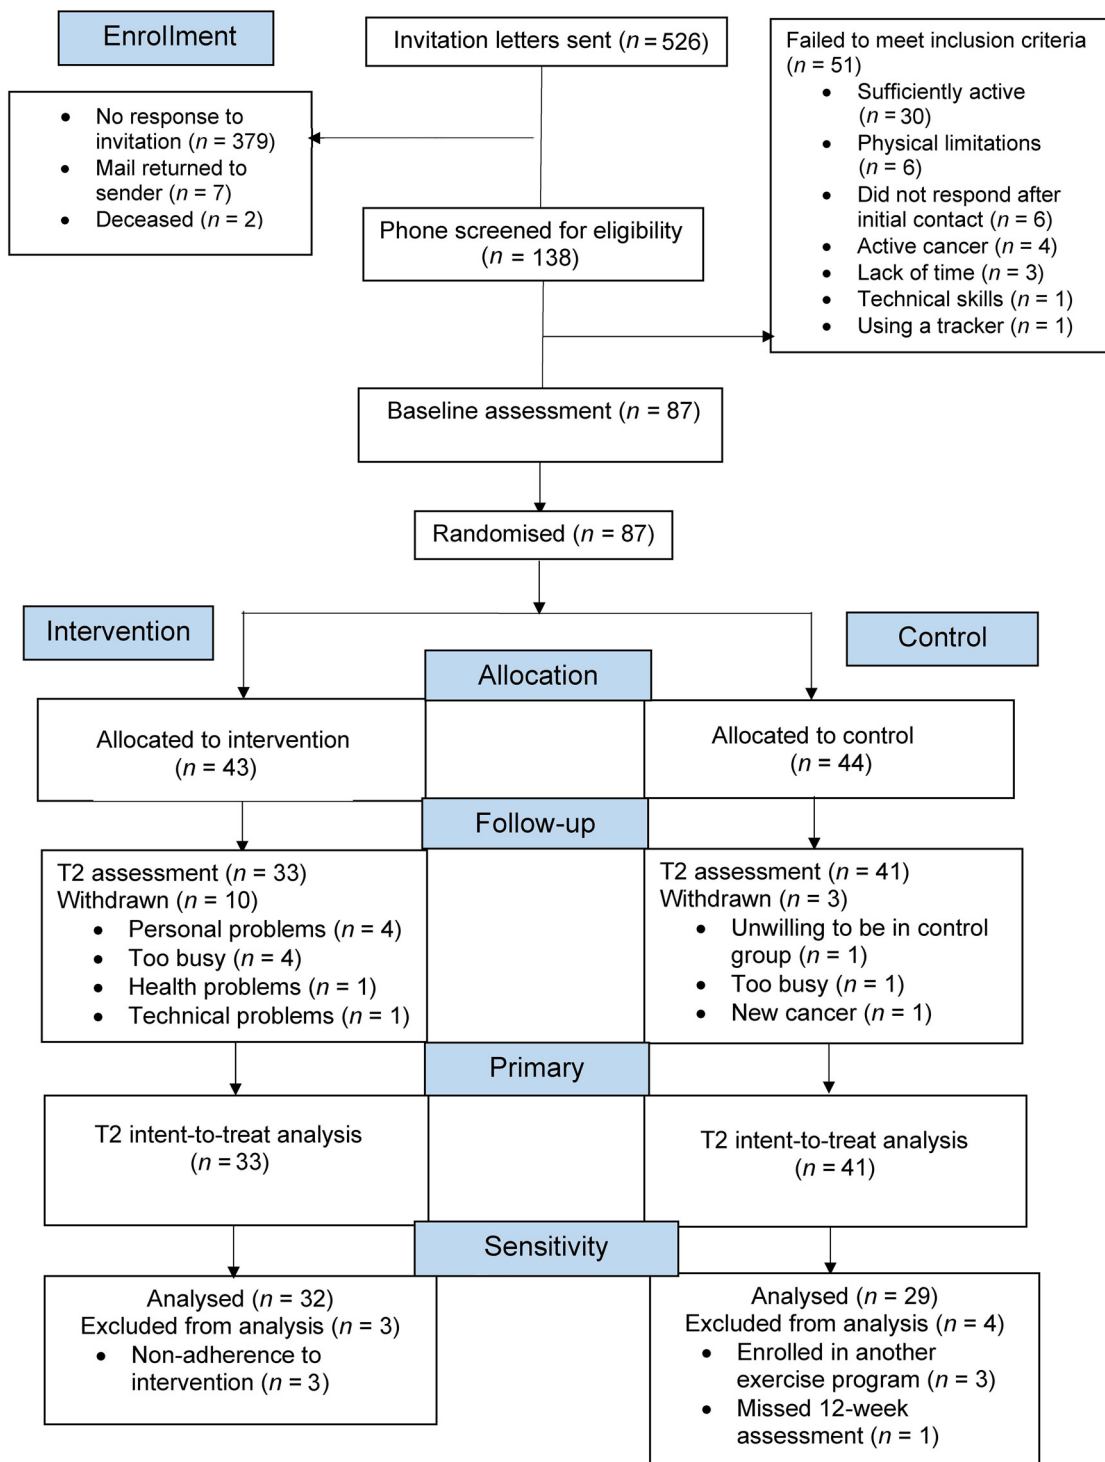 Enrollment
Invitation letters sent (n = 526)
• No response to
invitation (n = 379)
• Mail returned to
sender (n = 7)
• Deceased (n = 2)
Failed to meet inclusion criteria
(n = 51)
• Sufficiently active
(n = 30)
• Physical limitations
(n = 6)
• Did not respond after
initial contact (n = 6)
• Active cancer (n = 4)
• Lack of time (n = 3)
• Technical skills (n = 1)
• Using a tracker (n = 1)
Phone screened for eligibility
(n = 138)
Baseline assessment (n = 87)
Randomised (n = 87)
Intervention
Control
Allocation
Allocated to intervention
(n = 43)
Allocated to control
(n = 44)
Follow-up
T2 assessment (n = 33)
Withdrawn (n = 10)
• Personal problems (n = 4)
• Too busy (n = 4)
• Health problems (n = 1)
• Technical problems (n = 1)
T2 assessment (n = 41)
Withdrawn (n = 3)
• Unwilling to be in control
group (n = 1)
• Too busy (n = 1)
• New cancer (n = 1)
Primary
T2 intent-to-treat analysis
(n = 33)
T2 intent-to-treat analysis
(n = 41)
Sensitivity
Analysed (n = 32)
Excluded from analysis (n = 3)
• Non-adherence to
intervention (n = 3)
Analysed (n = 29)
Excluded from analysis (n = 4)
• Enrolled in another
exercise program (n = 3)
• Missed 12-week
assessment (n = 1)